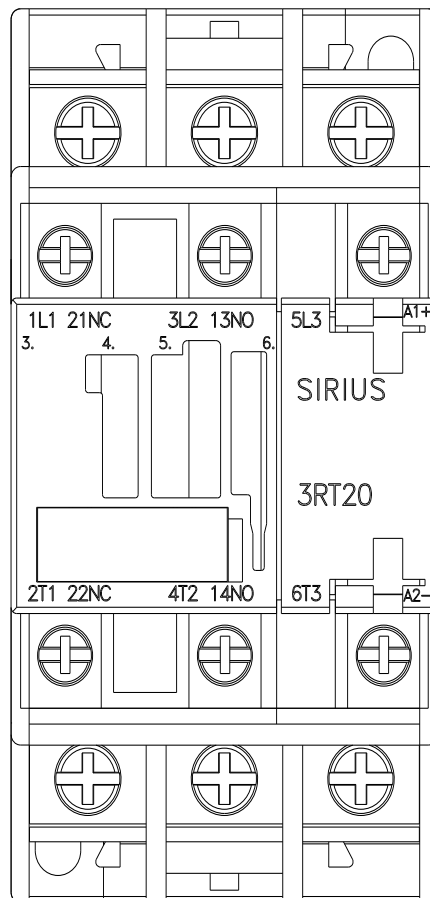 1L1 21NC 3L2 13NO 5L3 A1+
3. 4. 5. 6.
SIRIUS
3RT20
2T1 22NC 4T2 14NO 6T3 A2-